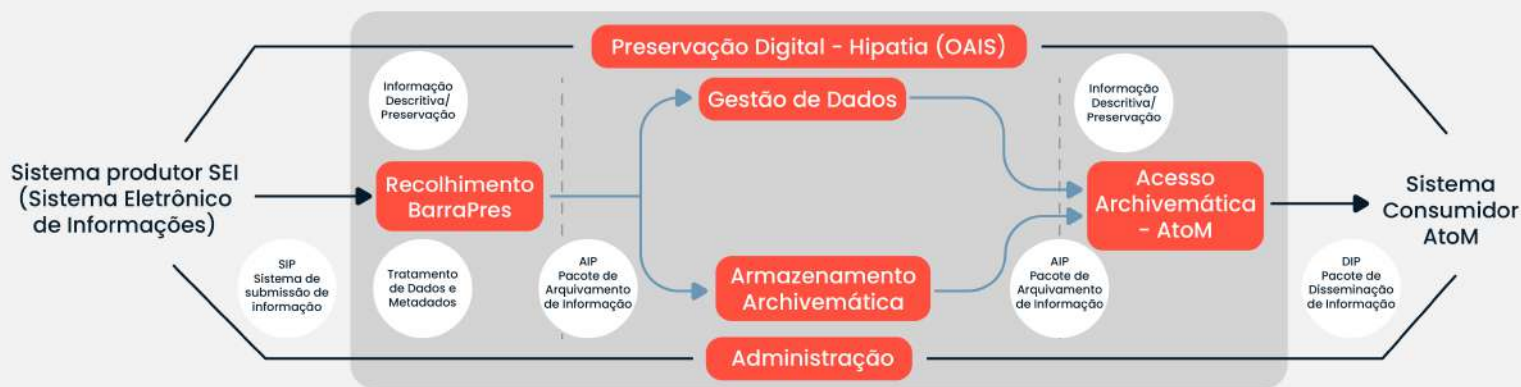 Preservação Digital - Hipatia (OAIS)
Informação
Descritiva/
Preservação
Gestão de Dados
Informação
Descritiva/
Preservação
Sistema produtor SEI
(Sistema Eletrônico
de Informações)
Recolhimento
BarraPres
Acesso
Archivemática
- AtoM
Sistema
Consumidor
AtoM
SIP
Sistema de
submissão de
informação
Tratamento
de Dados e
Metadados
AIP
Pacote de
Arquivamento
de Informação
Armazenamento
Archivemática
AIP
Pacote de
Arquivamento
de Informação
DIP
Pacote de
Disseminação
de Informação
Administração